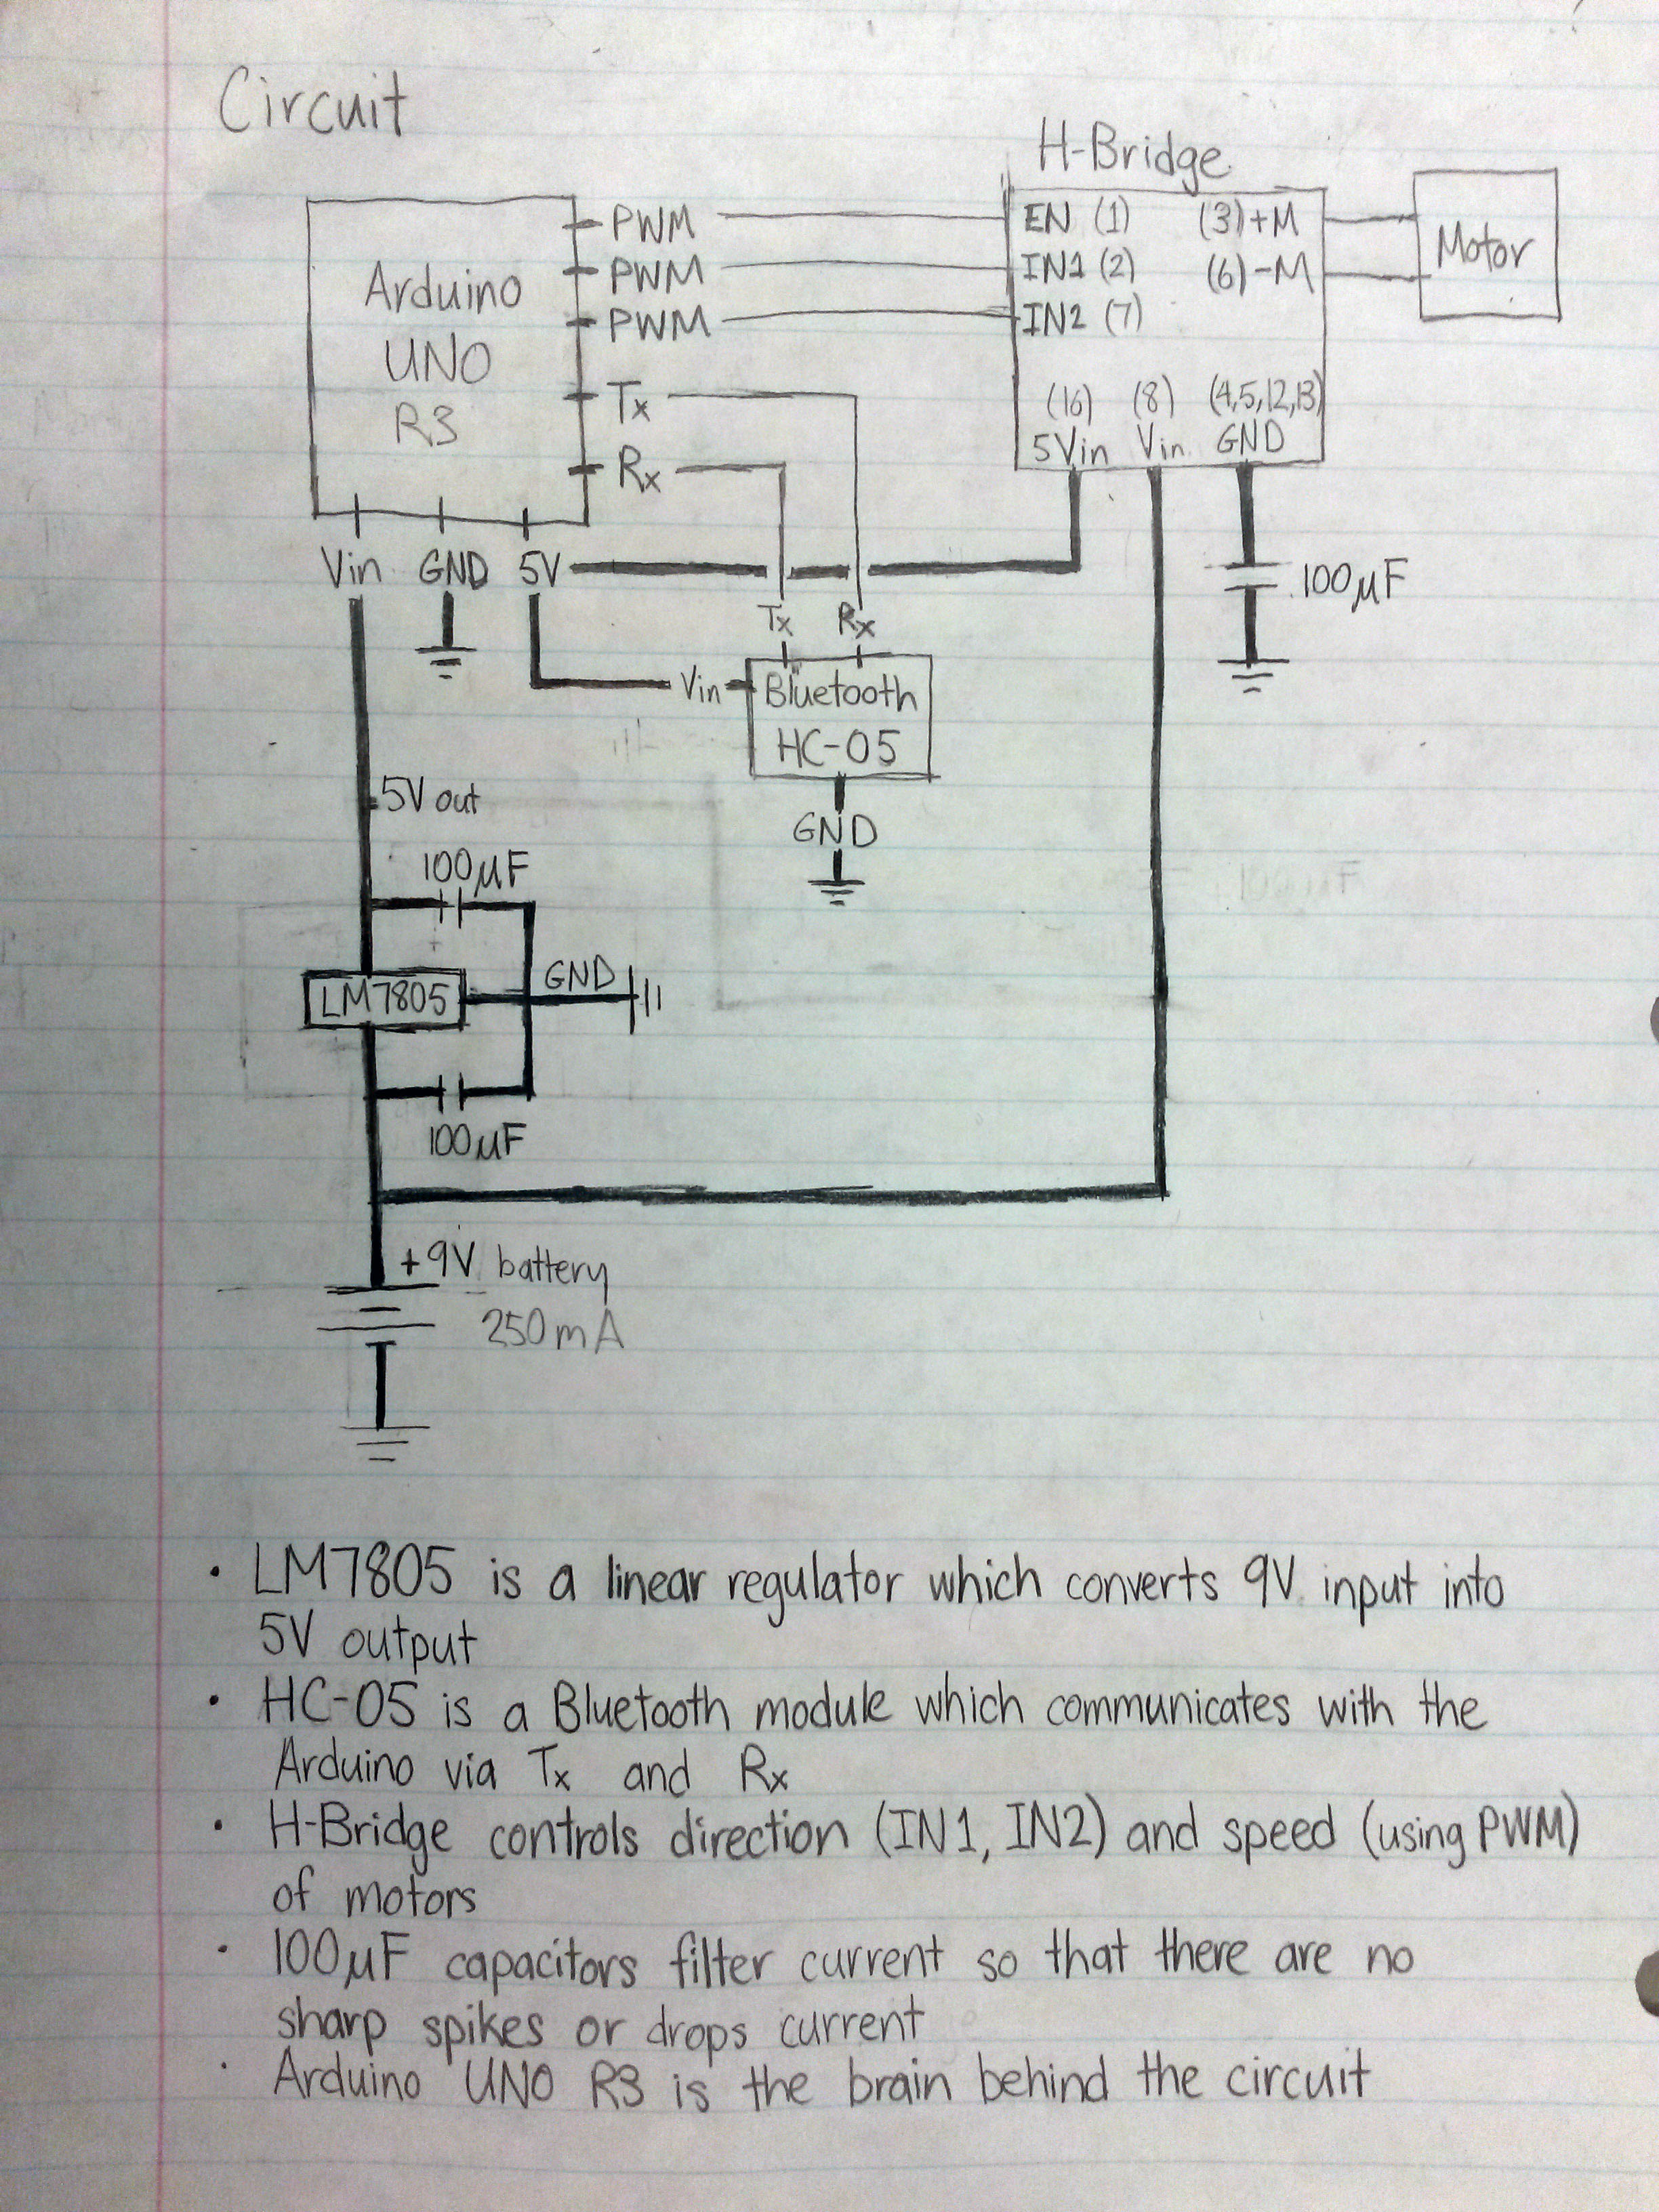 Circuit
H-Bridge
Arduino
UNO
R3
PWM
PWM
PWM
Tx
Rx
EN (1) (3)+M
IN1 (2) (6)-M
IN2 (7)
Motor
(16) (8) (4,5,12,13)
5Vin Vin GND
Vin GND 5V
100µF
Tx Rx
Vin
Bluetooth
HC-05
GND
5V out
100µF
LM7805
GND
100µF
+9V battery
250mA
• LM7805 is a linear regulator which converts 9V input into
5V output
• HC-05 is a Bluetooth module which communicates with the
Arduino via Tx and Rx
• H-Bridge controls direction (IN1, IN2) and speed (using PWM)
of motors
• 100µF capacitors filter current so that there are no
sharp spikes or drops current
• Arduino UNO R3 is the brain behind the circuit